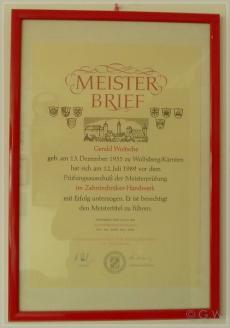 MEISTER
BRIEF
Gerald Woltsche
geb. am 13. Dezember 1955 zu Wolfsberg/Kärnten
hat sich am 12. Juli 1989 vor dem
Prüfungsausschuß der Meisterprüfung
im Zahntechniker-Handwerk
mit Erfolg unterzogen. Er ist berechtigt
den Meistertitel zu führen.
© G.W.